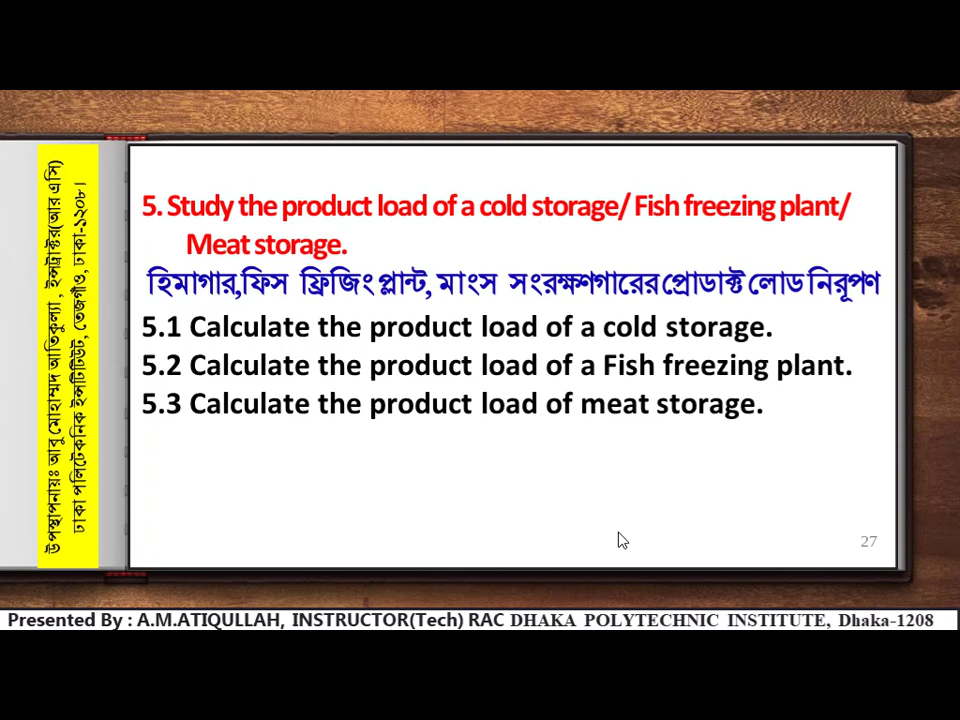 5. Study the product load of a cold storage/ Fish freezing plant/
Meat storage.
হিমাগার,ফিস ফ্রিজিং প্লান্ট, মাংস সংরক্ষণগারের প্রোডাক্ট লোড নিরূপণ
5.1 Calculate the product load of a cold storage.
5.2 Calculate the product load of a Fish freezing plant.
5.3 Calculate the product load of meat storage.
27
উপস্থাপনায়ঃ আবু মোহাম্মদ আতিকুল্যা , ইন্সট্রাক্টর(আর এসি)
ঢাকা পলিটেকনিক ইন্সটিটিউট, তেজগাঁও, ঢাকা-১২০৮।
Presented By : A.M.ATIQULLAH, INSTRUCTOR(Tech) RAC DHAKA POLYTECHNIC INSTITUTE, Dhaka-1208